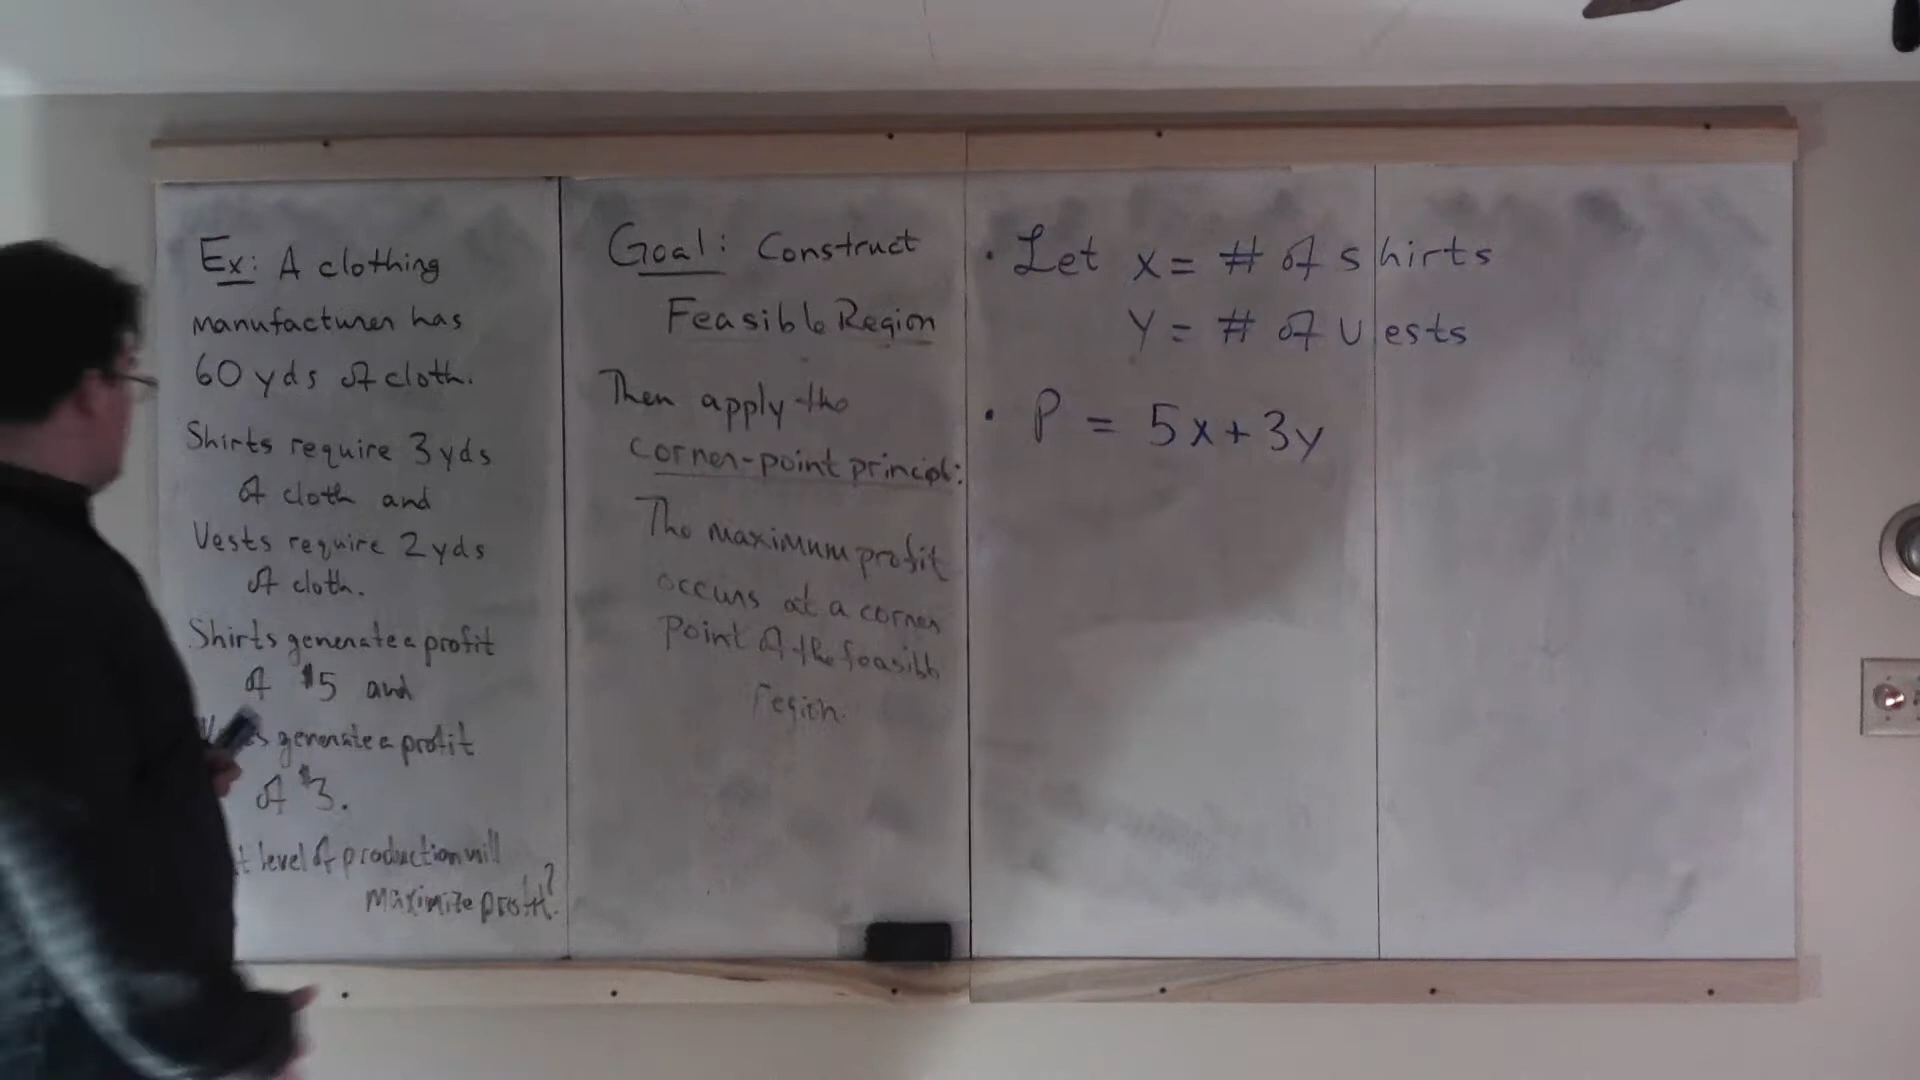 Ex: A clothing
manufacturer has
60 yds of cloth.
Shirts require 3 yds
of cloth and
Vests require 2 yds
of cloth.
Shirts generate a profit
of $5 and
generate a profit
of $3.
level of production will
maximize profit?
Goal: Construct
Feasible Region
Then apply the
corner-point principle:
The maximum profit
occurs at a corner
point of the feasible
region.
• Let x = # of shirts
y = # of vests
• P = 5x + 3y